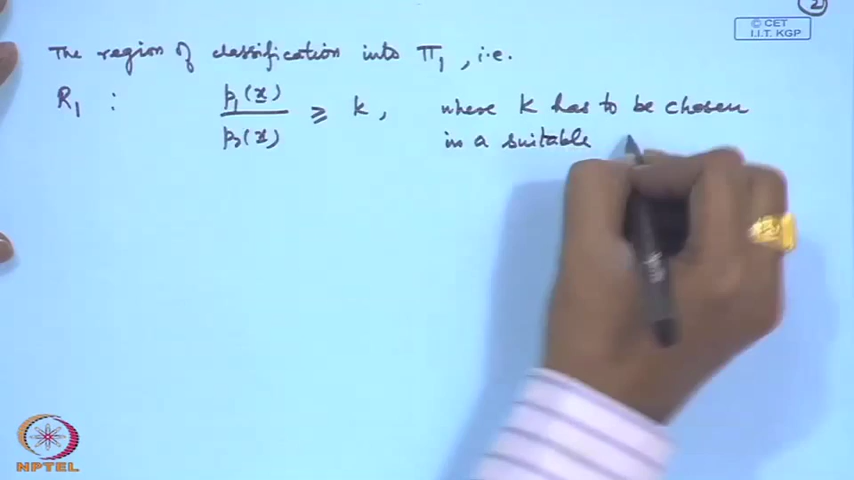 ②
© CET
I.I.T. KGP
The region of classification into Π₁, i.e.
R₁ : p₁(x̲) / p₂(x̲) ≥ k, where k has to be chosen
in a suitable
NPTEL